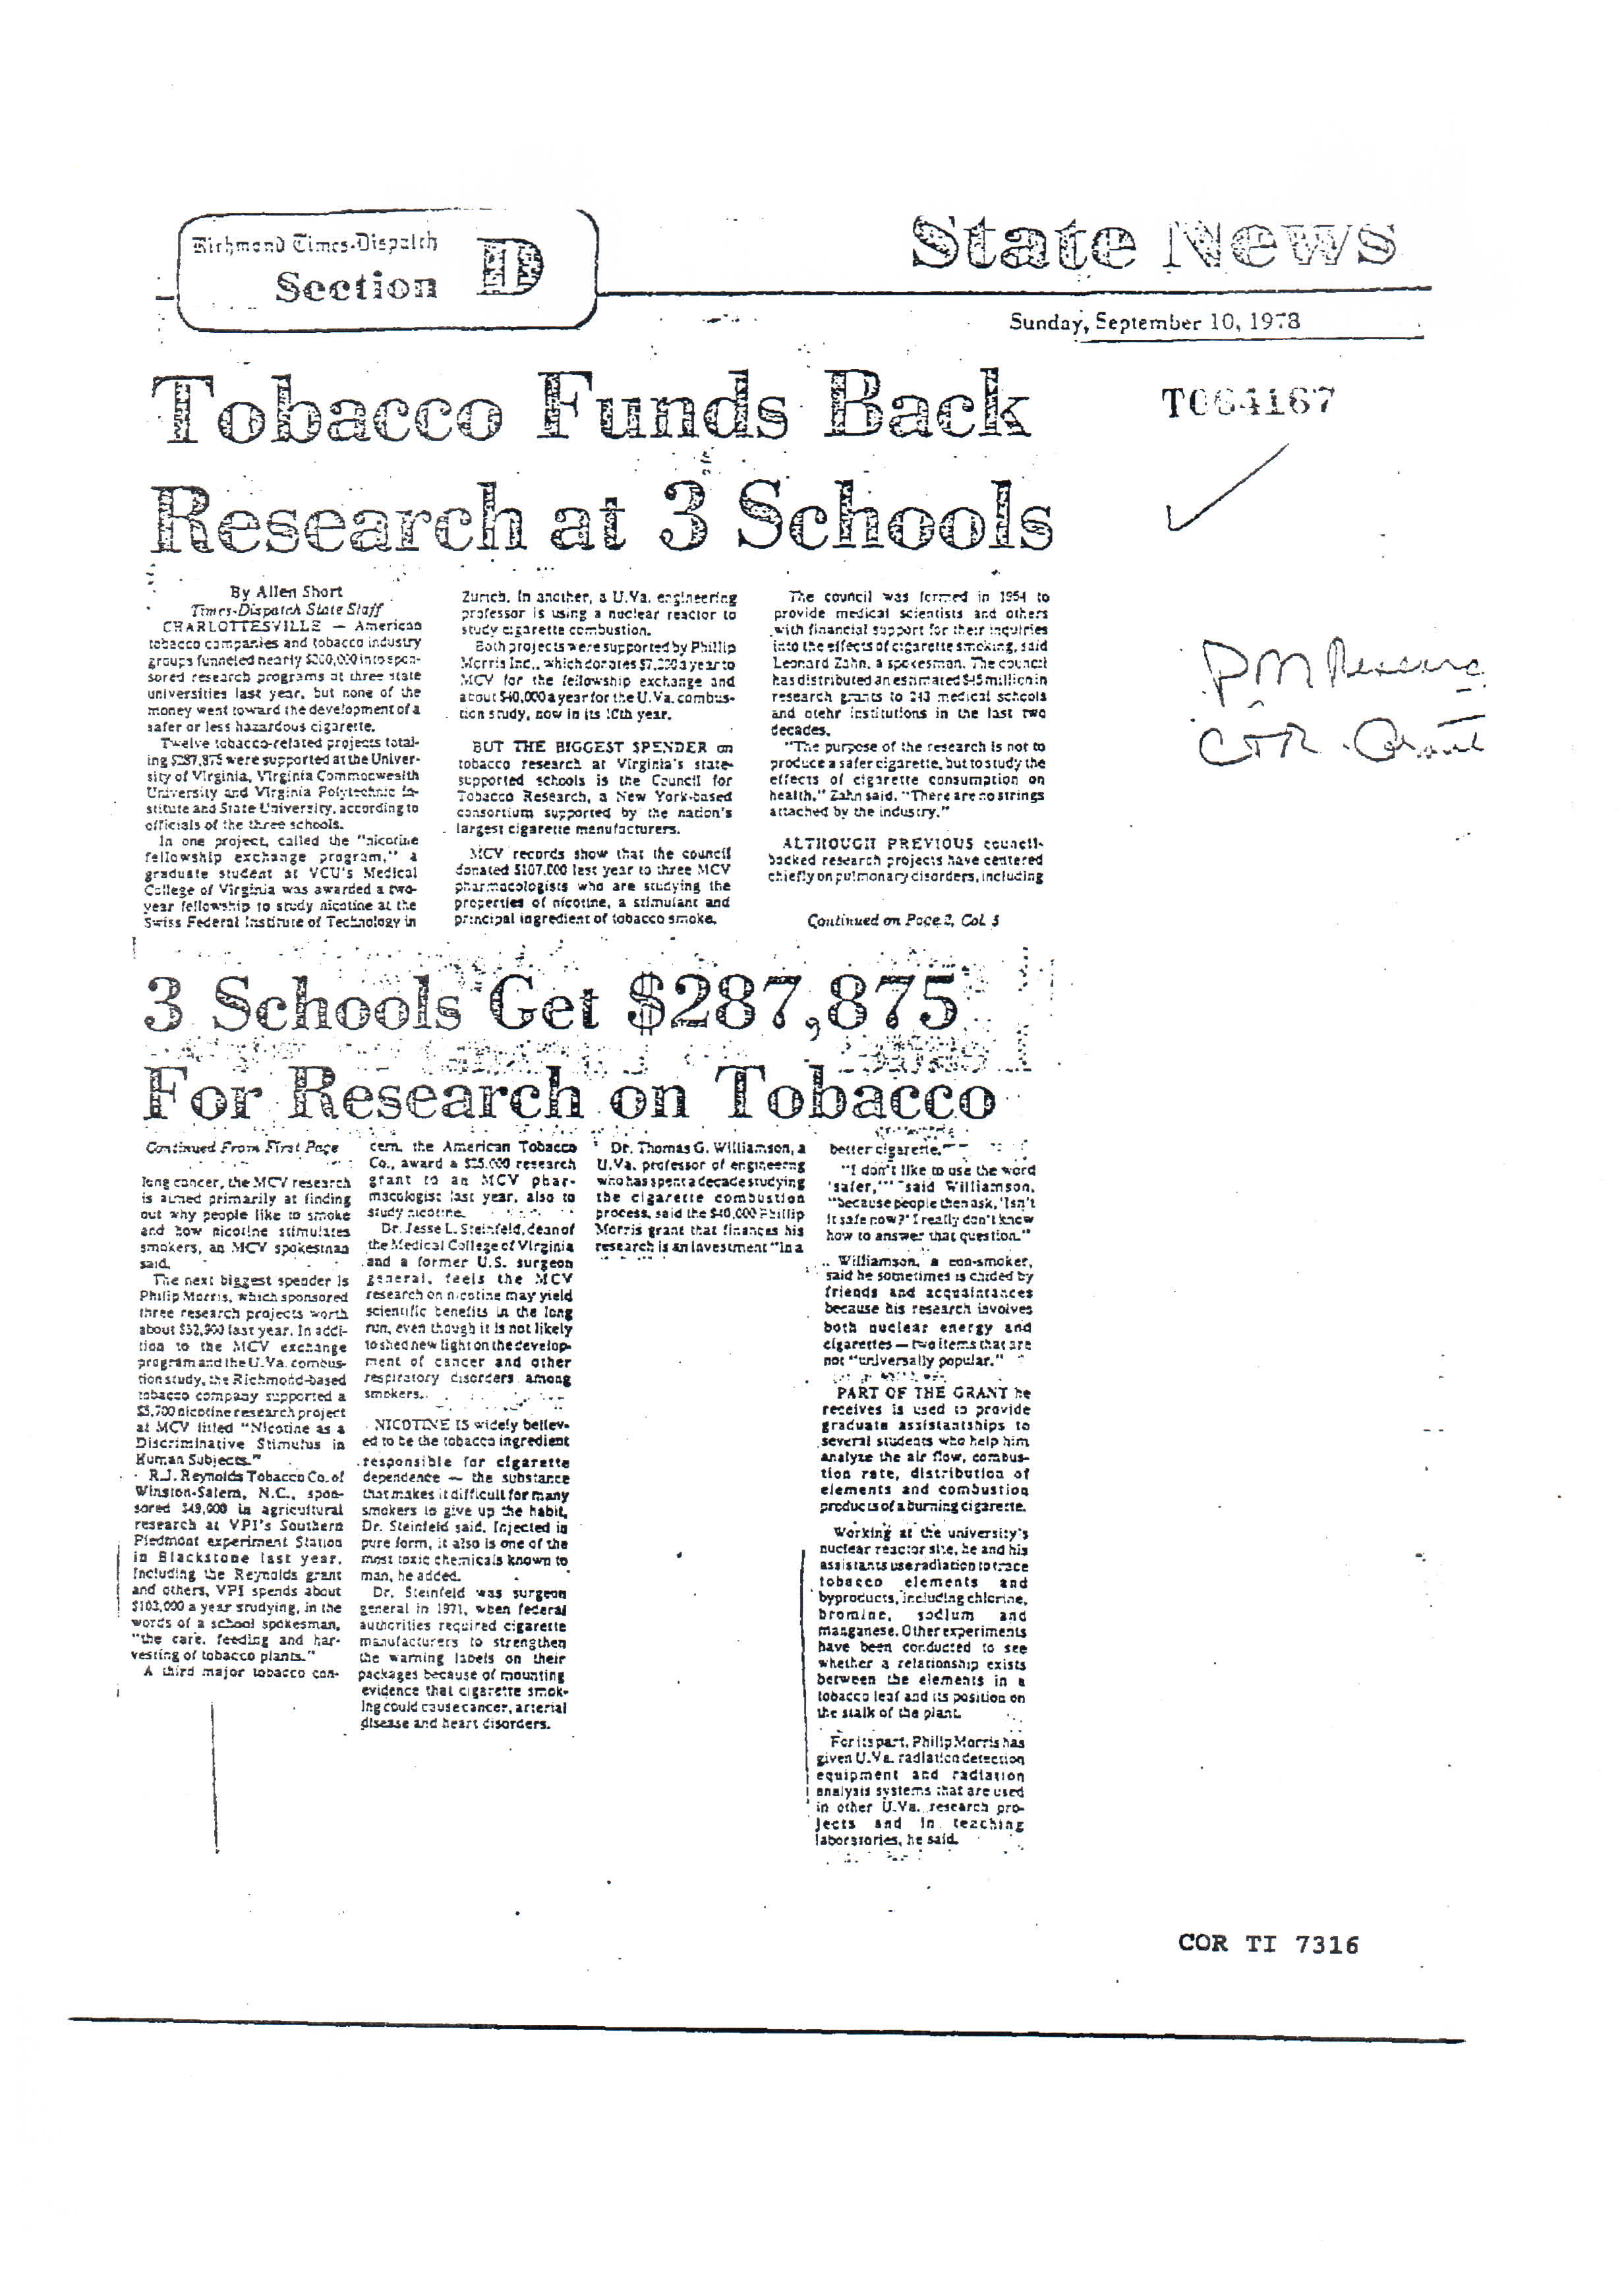 Richmond Times-Dispatch
Section D
State News
Sunday, September 10, 1978
Tobacco Funds Back
Research at 3 Schools
T064167
PM Research
CTR - Grant
By Allen Short
Times-Dispatch State Staff
CHARLOTTESVILLE — American
tobacco companies and tobacco industry
groups funneled nearly $300,000 into spon-
sored research programs at three state
universities last year, but none of the
money went toward the development of a
safer or less hazardous cigarette.
Twelve tobacco-related projects total-
ing $287,875 were supported at the Univer-
sity of Virginia, Virginia Commonwealth
University and Virginia Polytechnic In-
stitute and State University, according to
officials of the three schools.
In one project, called the "nicotine
fellowship exchange program," a
graduate student at VCU's Medical
College of Virginia was awarded a two-
year fellowship to study nicotine at the
Swiss Federal Institute of Technology in
Zurich. In another, a U.Va. engineering
professor is using a nuclear reactor to
study cigarette combustion.
Both projects were supported by Phillip
Morris Inc., which donates $7,200 a year to
MCV for the fellowship exchange and
about $40,000 a year for the U.Va. combus-
tion study, now in its 10th year.
BUT THE BIGGEST SPENDER on
tobacco research at Virginia's state-
supported schools is the Council for
Tobacco Research, a New York-based
consortium supported by the nation's
largest cigarette manufacturers.
MCV records show that the council
donated $107,000 last year to three MCV
pharmacologists who are studying the
properties of nicotine, a stimulant and
principal ingredient of tobacco smoke.
The council was formed in 1954 to
provide medical scientists and others
with financial support for their inquiries
into the effects of cigarette smoking, said
Leonard Zahn, a spokesman. The council
has distributed an estimated $45 million in
research grants to 243 medical schools
and otehr institutions in the last two
decades.
"The purpose of the research is not to
produce a safer cigarette, but to study the
effects of cigarette consumption on
health," Zahn said. "There are no strings
attached by the industry."
ALTHOUGH PREVIOUS council-
backed research projects have centered
chiefly on pulmonary disorders, including
Continued on Page 2, Col. 5
3 Schools Get $287,875
For Research on Tobacco
Continued From First Page
lung cancer, the MCV research
is aimed primarily at finding
out why people like to smoke
and how nicotine stimulates
smokers, an MCV spokesman
said.
The next biggest spender is
Philip Morris, which sponsored
three research projects worth
about $52,900 last year. In addi-
tion to the MCV exchange
program and the U.Va. combus-
tion study, the Richmond-based
tobacco company supported a
$5,700 nicotine research project
at MCV titled "Nicotine as a
Discriminative Stimulus in
Human Subjects."
R.J. Reynolds Tobacco Co. of
Winston-Salem, N.C., spon-
sored $49,000 in agricultural
research at VPI's Southern
Piedmont experiment Station
in Blackstone last year.
Including the Reynolds grant
and others, VPI spends about
$103,000 a year studying, in the
words of a school spokesman,
"the care, feeding and har-
vesting of tobacco plants."
A third major tobacco con-
cern, the American Tobacco
Co., award a $25,000 research
grant to an MCV phar-
macologist last year, also to
study nicotine.
Dr. Jesse L. Steinfeld, dean of
the Medical College of Virginia
and a former U.S. surgeon
general, feels the MCV
research on nicotine may yield
scientific benefits in the long
run, even though it is not likely
to shed new light on the develop-
ment of cancer and other
respiratory disorders among
smokers.
NICOTINE IS widely believ-
ed to be the tobacco ingredient
responsible for cigarette
dependence — the substance
that makes it difficult for many
smokers to give up the habit,
Dr. Steinfeld said. Injected in
pure form, it also is one of the
most toxic chemicals known to
man, he added.
Dr. Steinfeld was surgeon
general in 1971, when federal
authorities required cigarette
manufacturers to strengthen
the warning labels on their
packages because of mounting
evidence that cigarette smok-
ing could cause cancer, arterial
disease and heart disorders.
Dr. Thomas G. Williamson, a
U.Va. professor of engineerng
who has spent a decade studying
the cigarette combustion
process, said the $40,000 Phillip
Morris grant that finances his
research is an investment "in a
better cigarette."
"I don't like to use the word
'safer,'" said Williamson,
"because people then ask, 'Isn't
it safe now?' I really don't know
how to answer that question."
Williamson, a non-smoker,
said he sometimes is chided by
friends and acquaintances
because his research involves
both nuclear energy and
cigarettes — two items that are
not "universally popular."
PART OF THE GRANT he
receives is used to provide
graduate assistantships to
several students who help him
analyze the air flow, combus-
tion rate, distribution of
elements and combustion
products of a burning cigarette.
Working at the university's
nuclear reactor site, he and his
assistants use radiation to trace
tobacco elements and
byproducts, including chlorine,
bromine, sodium and
manganese. Other experiments
have been conducted to see
whether a relationship exists
between the elements in a
tobacco leaf and its position on
the stalk of the plant.
For its part, Philip Morris has
given U.Va. radiation detection
equipment and radiation
analysis systems that are used
in other U.Va. research pro-
jects and in teaching
laboratories, he said.
COR TI 7316